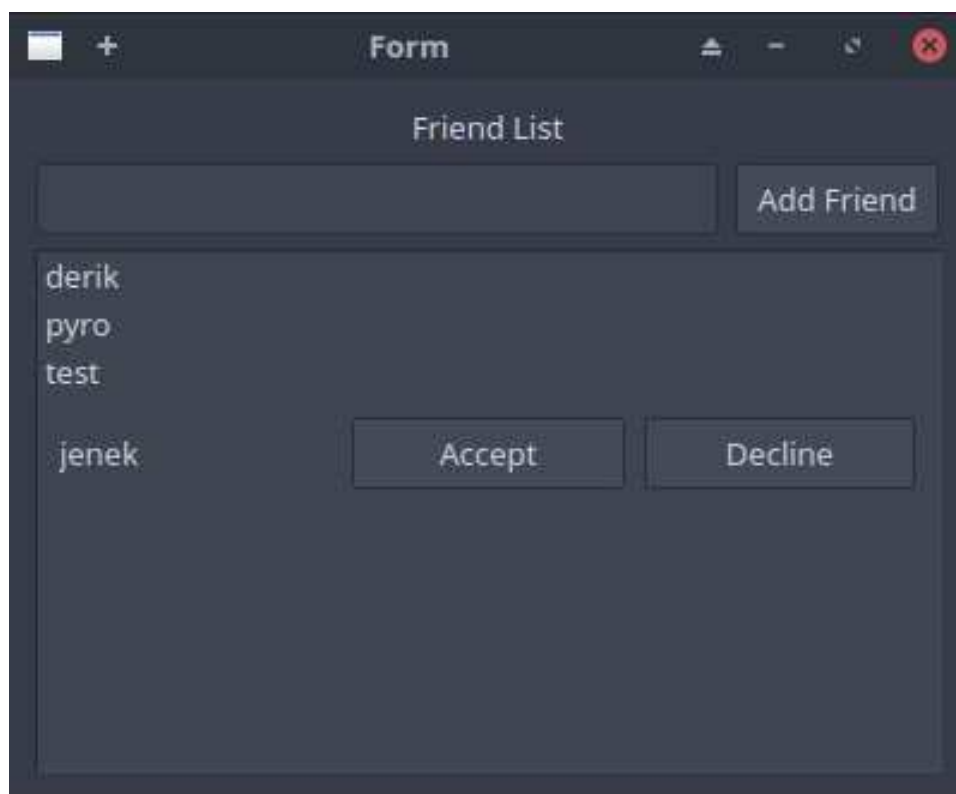 Form
Friend List
Add Friend
derik
pyro
test
jenek Accept Decline